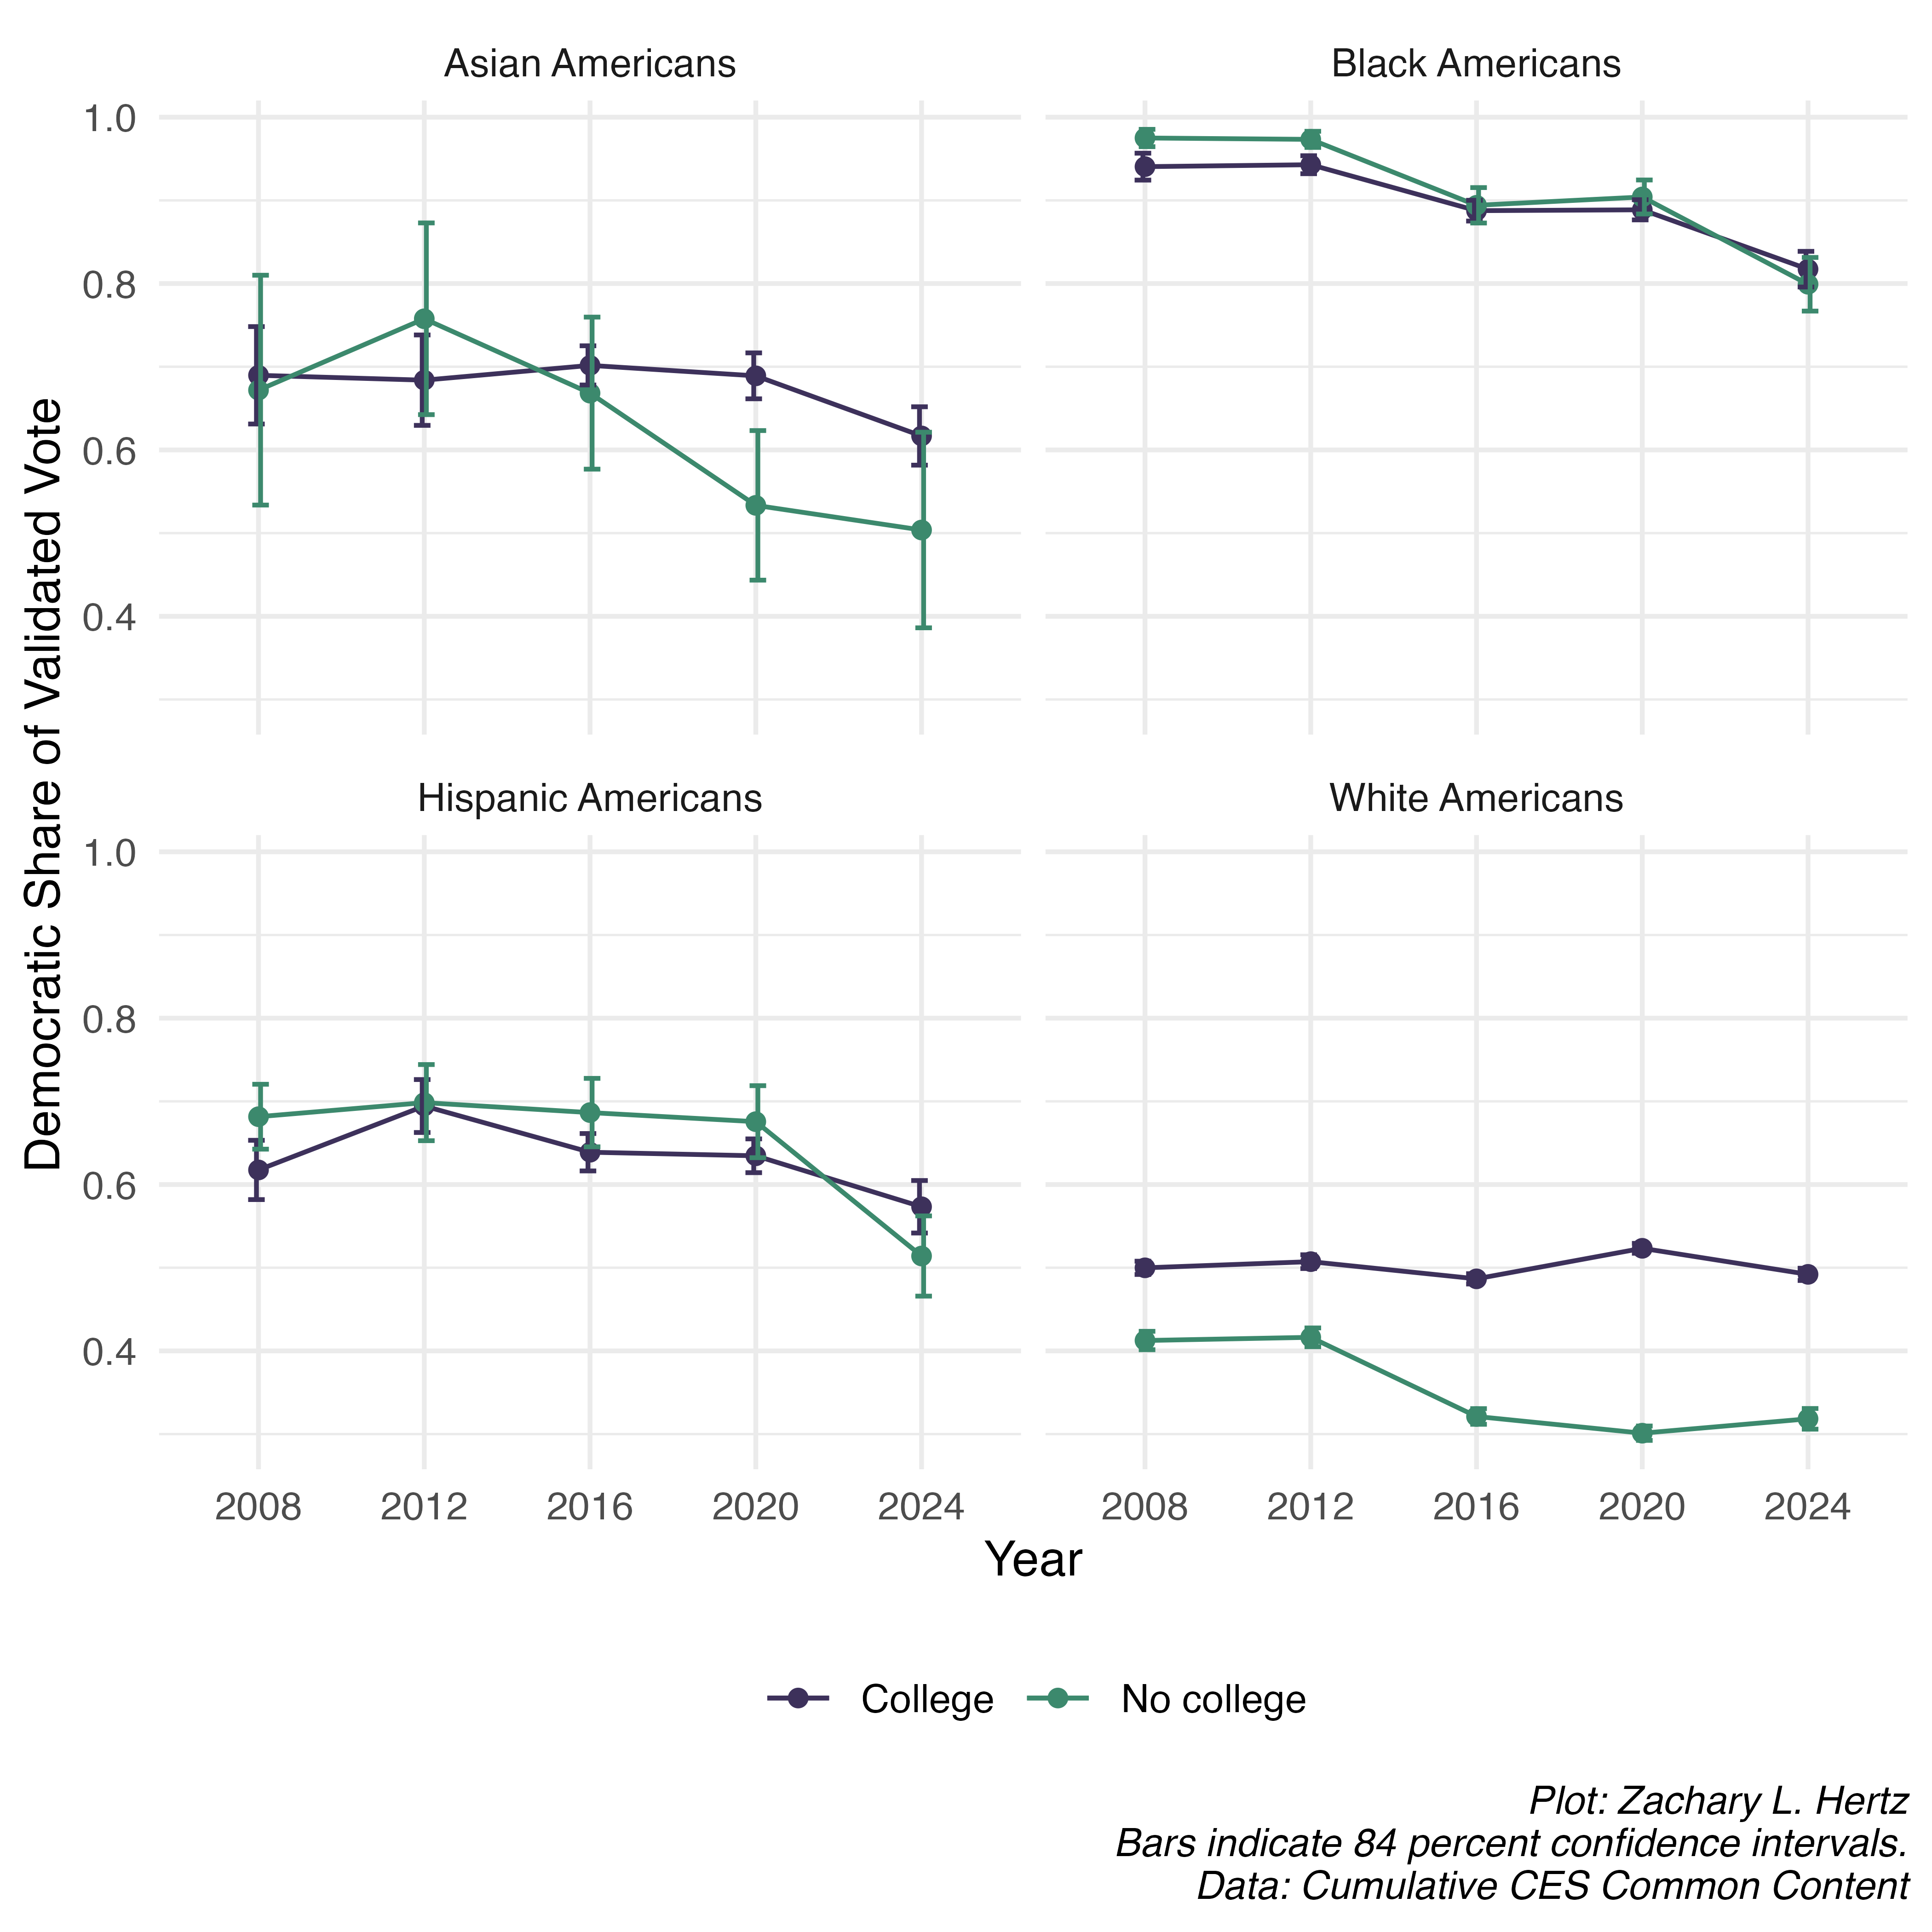 Asian Americans
Black Americans
1.0
0.8
0.6
0.4
Hispanic Americans
White Americans
1.0
0.8
0.6
0.4
Democratic Share of Validated Vote
2008 2012 2016 2020 2024
2008 2012 2016 2020 2024
Year
College No college
Plot: Zachary L. Hertz
Bars indicate 84 percent confidence intervals.
Data: Cumulative CES Common Content